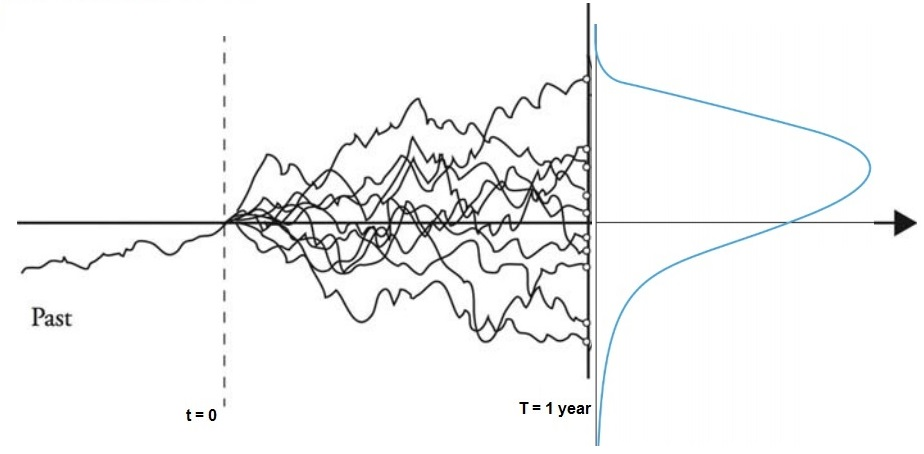 Past
t = 0
T = 1 year